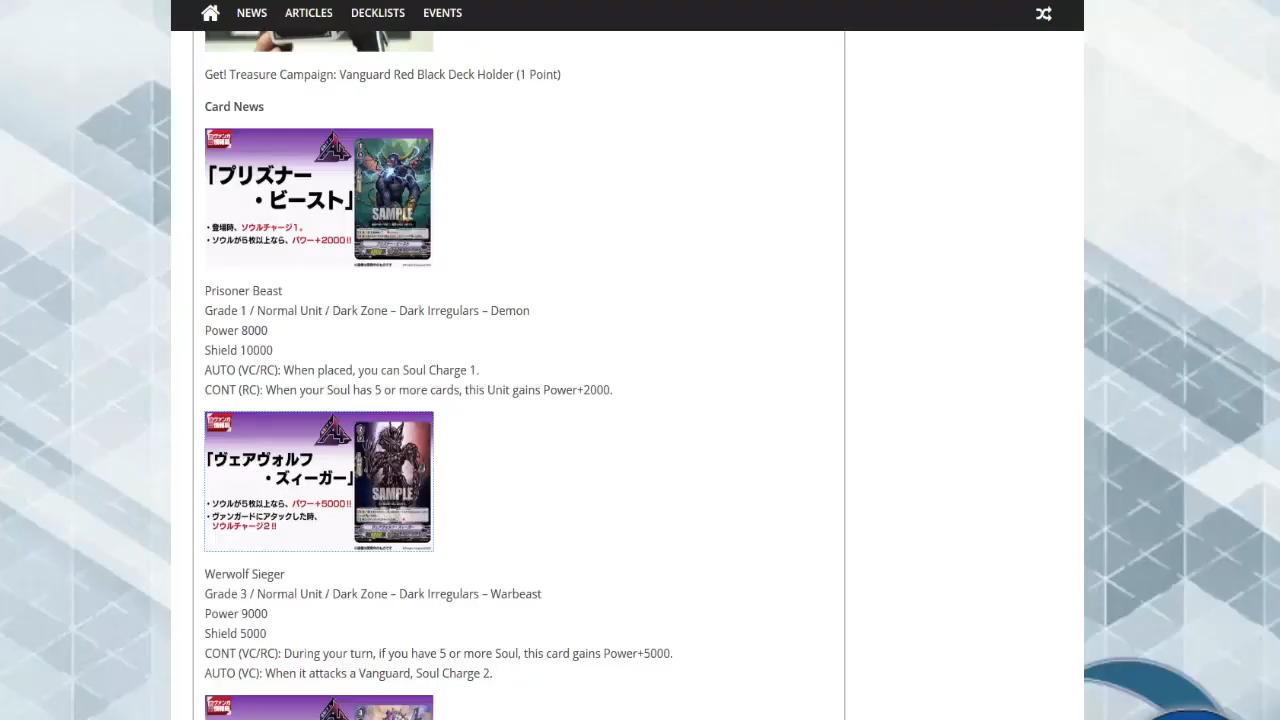 NEWS ARTICLES DECKLISTS EVENTS
Get! Treasure Campaign: Vanguard Red Black Deck Holder (1 Point)
Card News
「プリズナー
・ビースト」
・登場時、ソウルチャージ1。
・ソウルが5枚以上なら、パワー+2000!!
SAMPLE
Prisoner Beast
Grade 1 / Normal Unit / Dark Zone – Dark Irregulars – Demon
Power 8000
Shield 10000
AUTO (VC/RC): When placed, you can Soul Charge 1.
CONT (RC): When your Soul has 5 or more cards, this Unit gains Power+2000.
「ヴェアヴォルフ
・ズィーガー」
・ソウルが5枚以上なら、パワー+5000!!
・ヴァンガードにアタックした時、
ソウルチャージ2!!
SAMPLE
Werwolf Sieger
Grade 3 / Normal Unit / Dark Zone – Dark Irregulars – Warbeast
Power 9000
Shield 5000
CONT (VC/RC): During your turn, if you have 5 or more Soul, this card gains Power+5000.
AUTO (VC): When it attacks a Vanguard, Soul Charge 2.